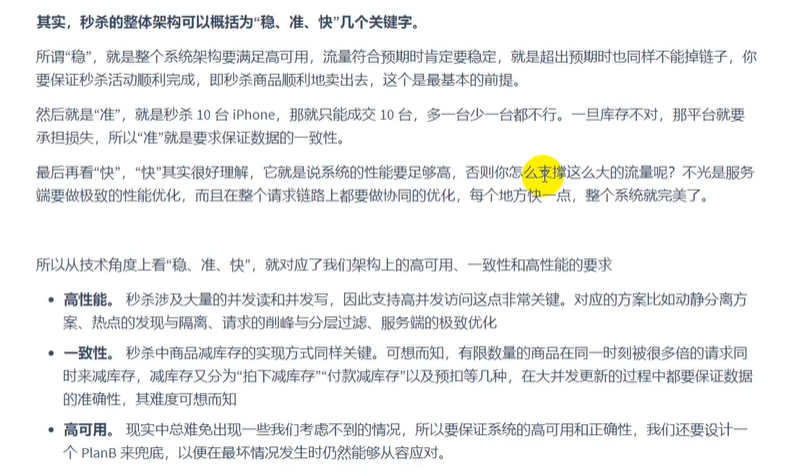 其实，秒杀的整体架构可以概括为“稳、准、快”几个关键字。
所谓“稳”，就是整个系统架构要满足高可用，流量符合预期时肯定要稳定，就是超出预期时也同样不能掉链子，你
要保证秒杀活动顺利完成，即秒杀商品顺利地卖出去，这个是最基本的前提。
然后就是“准”，就是秒杀 10 台 iPhone，那就只能成交 10 台，多一台少一台都不行。一旦库存不对，那平台就要
承担损失，所以“准”就是要求保证数据的一致性。
最后再看“快”，“快”其实很好理解，它就是说系统的性能要足够高，否则你怎么支撑这么大的流量呢？不光是服务
端要做极致的性能优化，而且在整个请求链路上都要做协同的优化，每个地方快一点，整个系统就完美了。
所以从技术角度上看“稳、准、快”，就对应了我们架构上的高可用、一致性和高性能的要求
• 高性能。 秒杀涉及大量的并发读和并发写，因此支持高并发访问这点非常关键。对应的方案比如动静分离方
案、热点的发现与隔离、请求的削峰与分层过滤、服务端的极致优化
• 一致性。 秒杀中商品减库存的实现方式同样关键。可想而知，有限数量的商品在同一时刻被很多倍的请求同
时来减库存，减库存又分为“拍下减库存”“付款减库存”以及预扣等几种，在大并发更新的过程中都要保证数据
的准确性，其难度可想而知
• 高可用。 现实中总难免出现一些我们考虑不到的情况，所以要保证系统的高可用和正确性，我们还要设计一
个 PlanB 来兜底，以便在最坏情况发生时仍然能够从容应对。